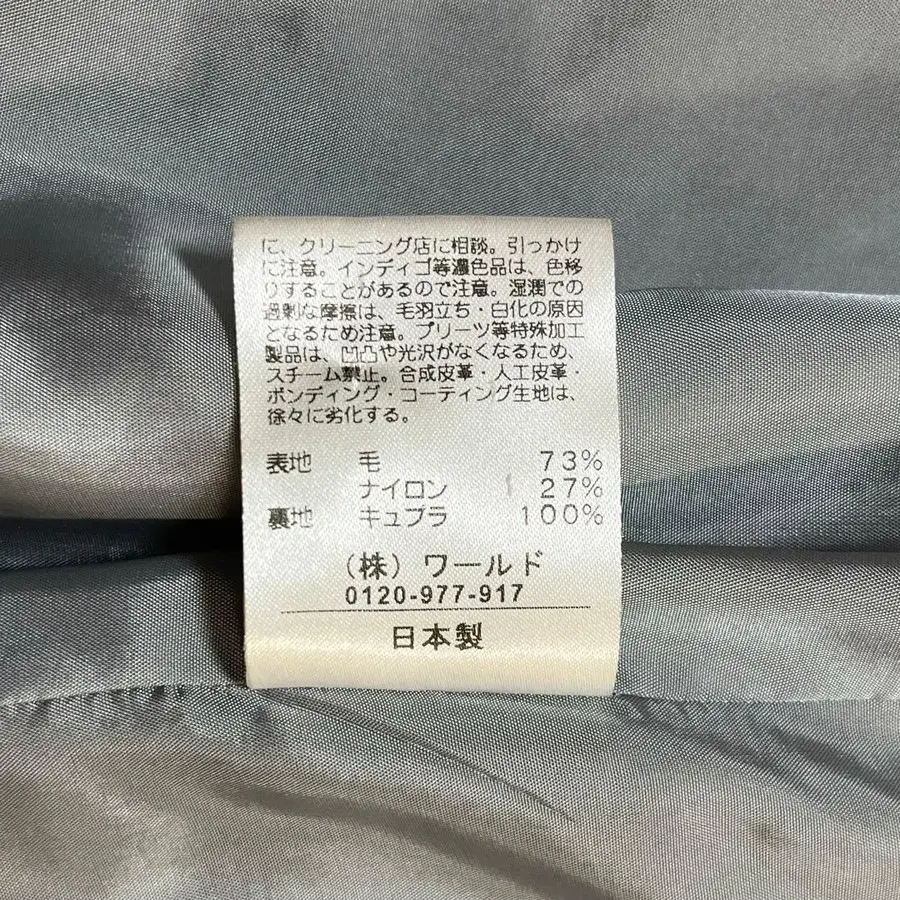 に、クリーニング店に相談。引っかけ
に注意。インディゴ等濃色品は、色移
りすることがあるので注意。湿潤での
過剰な摩擦は、毛羽立ち・白化の原因
となるため注意。プリーツ等特殊加工
製品は、凹凸や光沢がなくなるため、
スチーム禁止。合成皮革・人工皮革・
ボンディング・コーティング生地は、
徐々に劣化する。
表地 毛 73%
ナイロン 27%
裏地 キュプラ 100%
(株)ワールド
0120-977-917
日本製